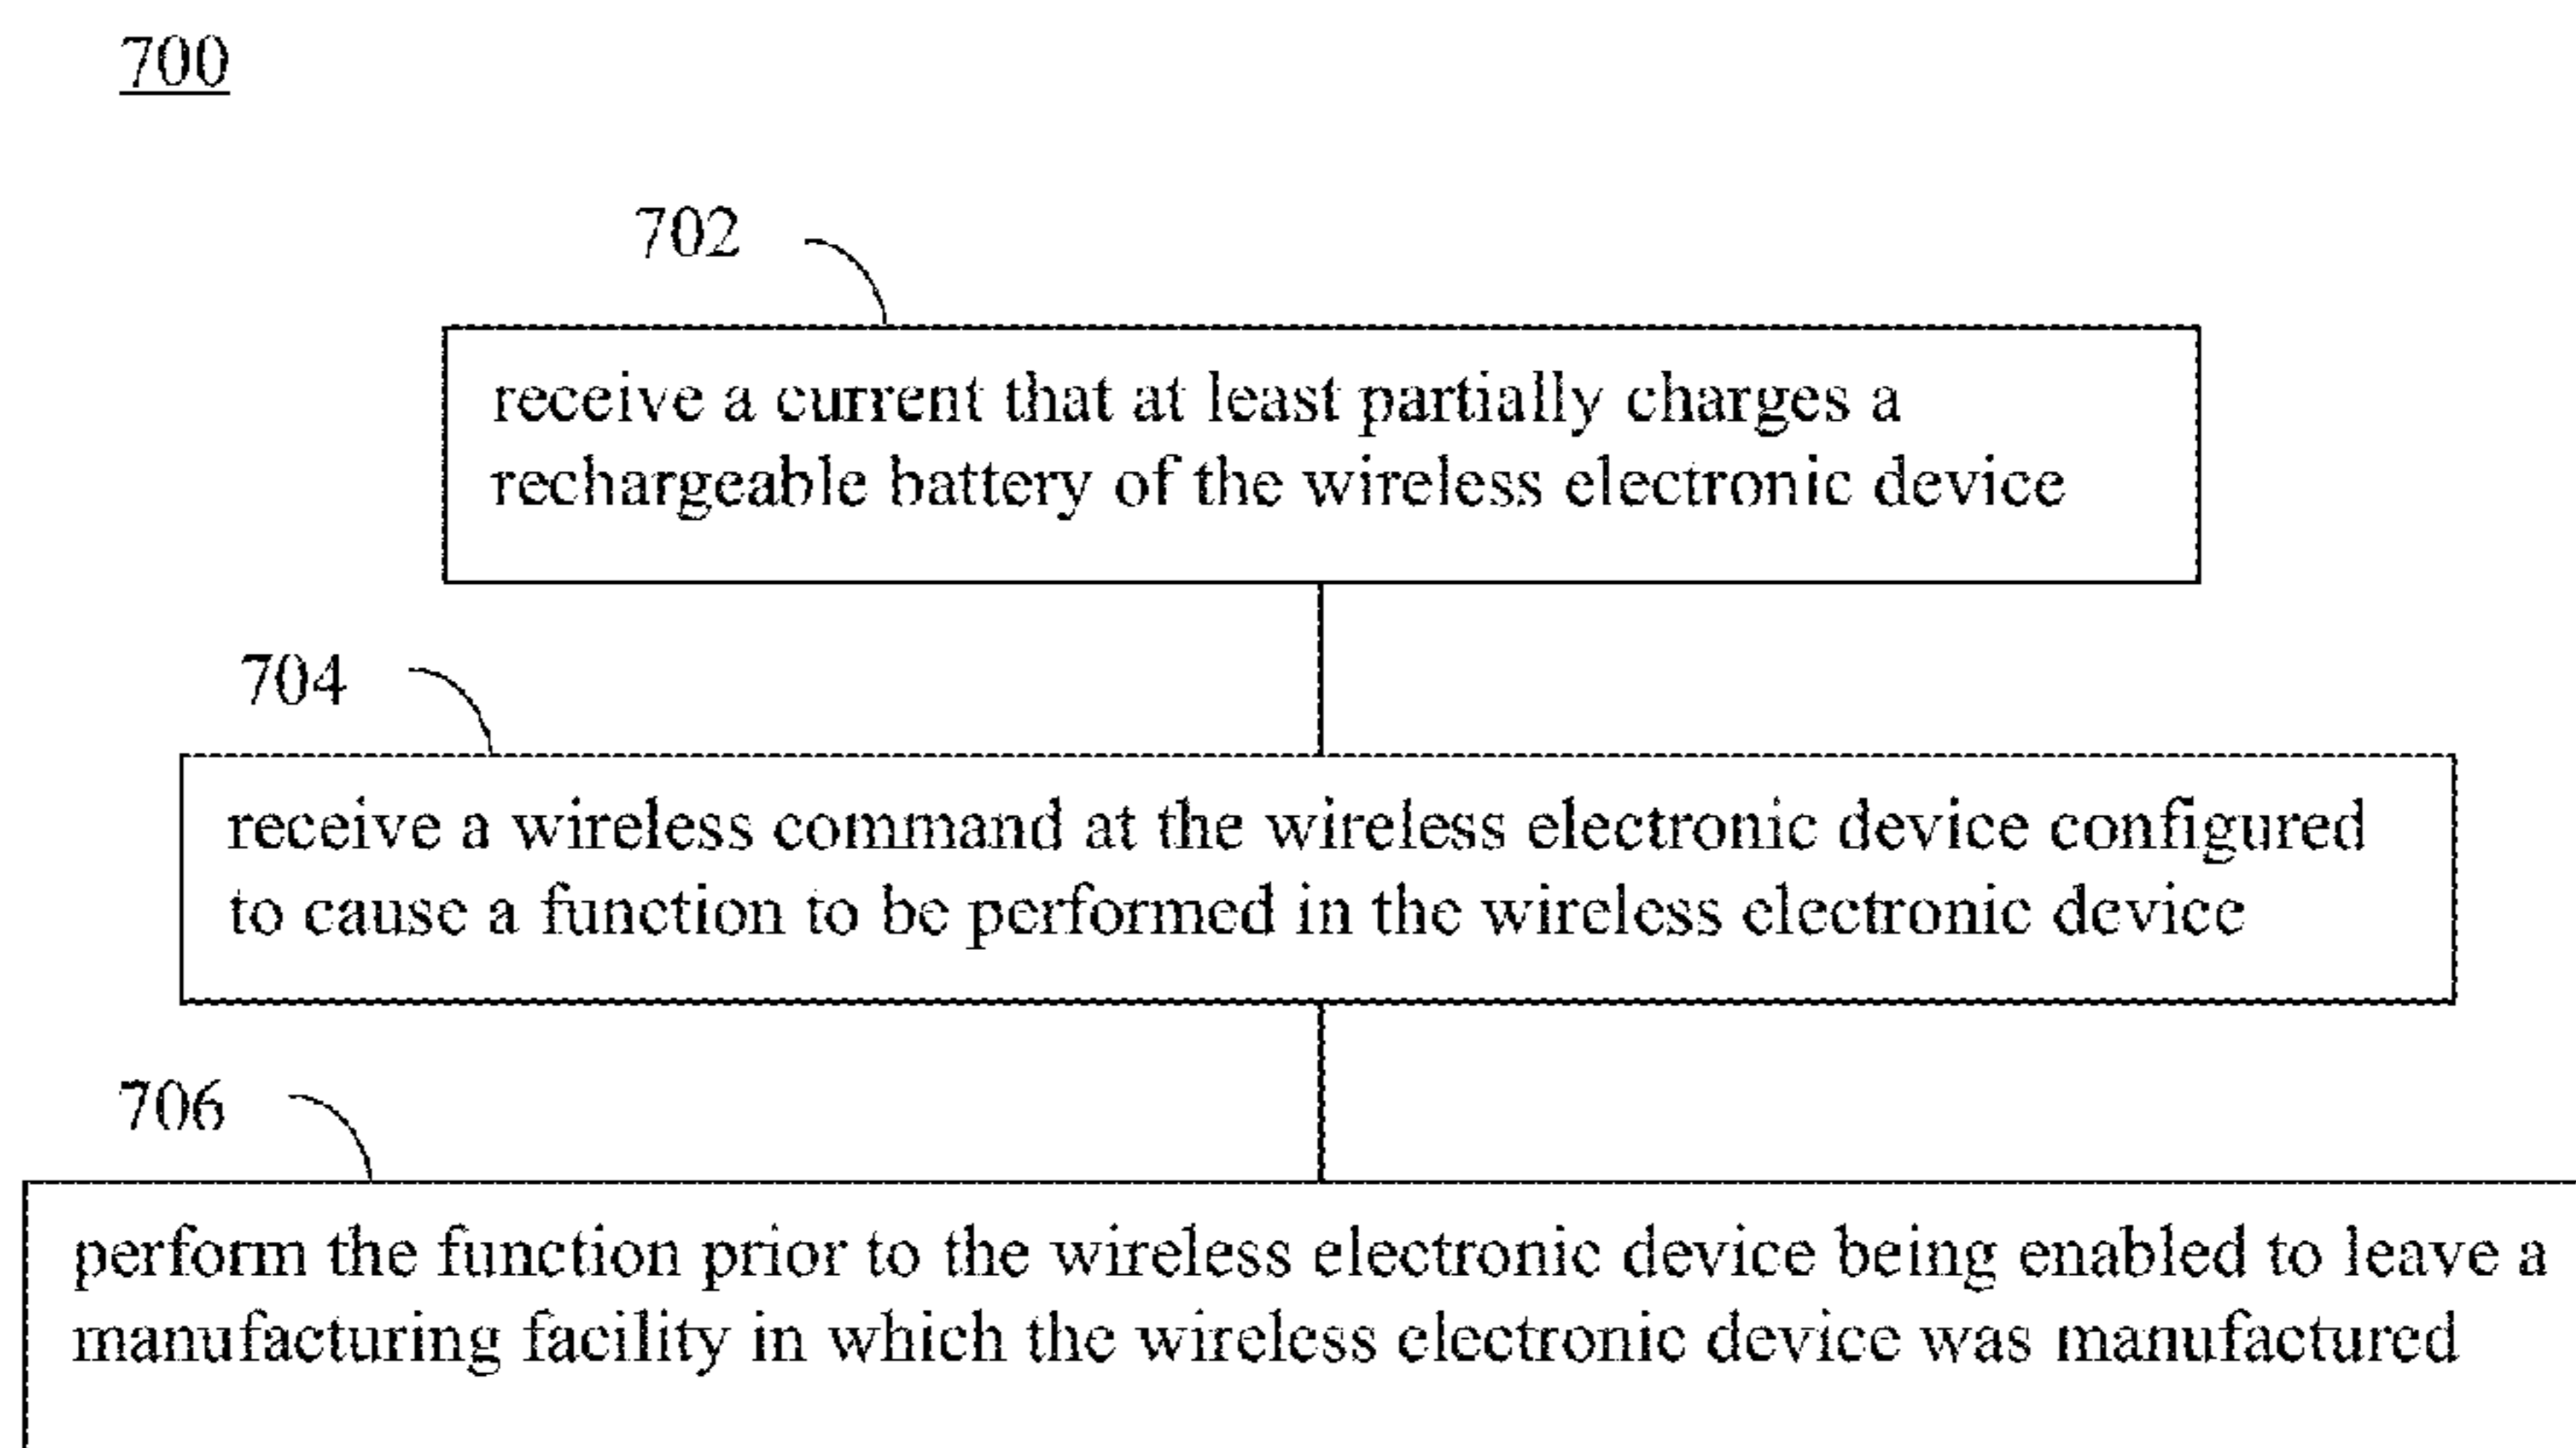 700
702
receive a current that at least partially charges a
rechargeable battery of the wireless electronic device
704
receive a wireless command at the wireless electronic device configured
to cause a function to be performed in the wireless electronic device
706
perform the function prior to the wireless electronic device being enabled to leave a
manufacturing facility in which the wireless electronic device was manufactured